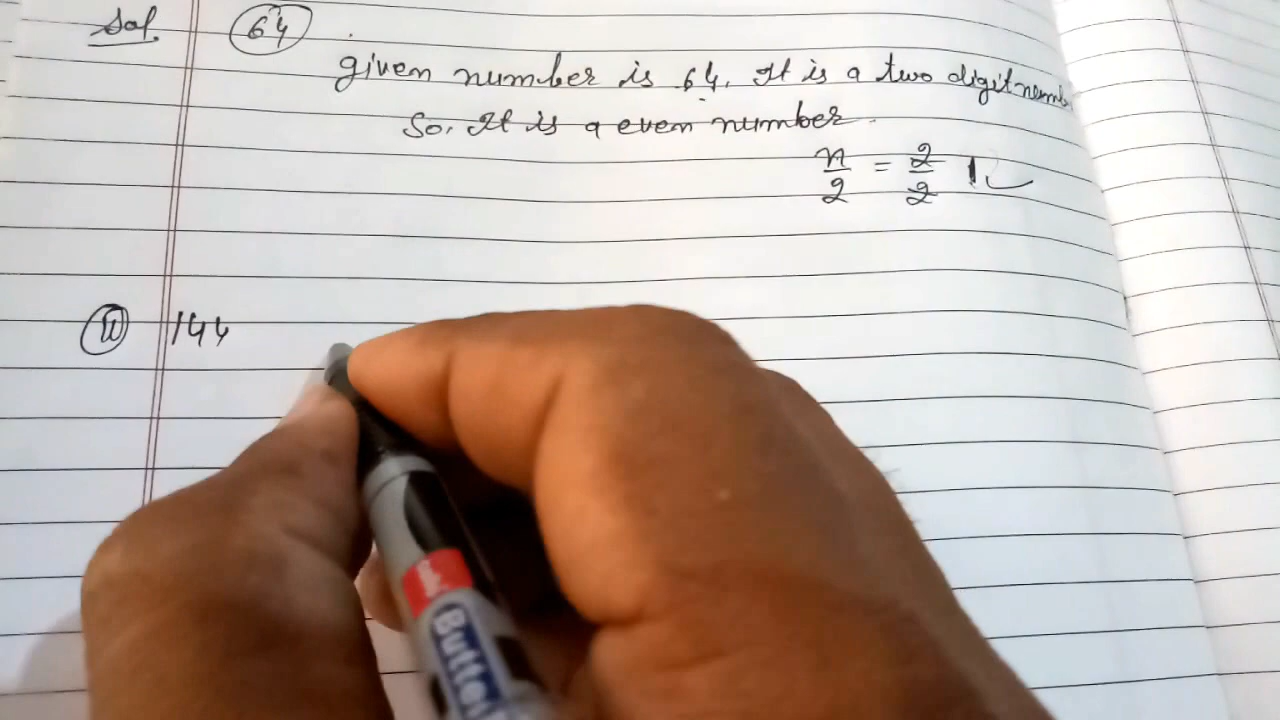 Sol. 64
given number is 64. It is a two digit numb
So, It is a even number.
n/2 = 2/2 1
ii 144
Butter